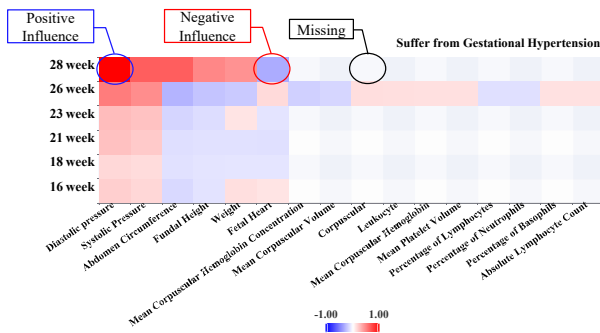 Positive
Influence
Negative
Influence
Missing
Suffer from Gestational Hypertension
28 week
26 week
23 week
21 week
18 week
16 week
Diastolic pressure
Systolic Pressure
Abdomen Circumference
Fundal Height
Weight
Fetal Heart
Mean Corpuscular Hemoglobin Concentration
Mean Corpuscular Volume
Corpuscular
Leukocyte
Mean Corpuscular Hemoglobin
Mean Platelet Volume
Percentage of Lymphocytes
Percentage of Neutrophils
Percentage of Basophils
Absolute Lymphocyte Count
-1.00 1.00